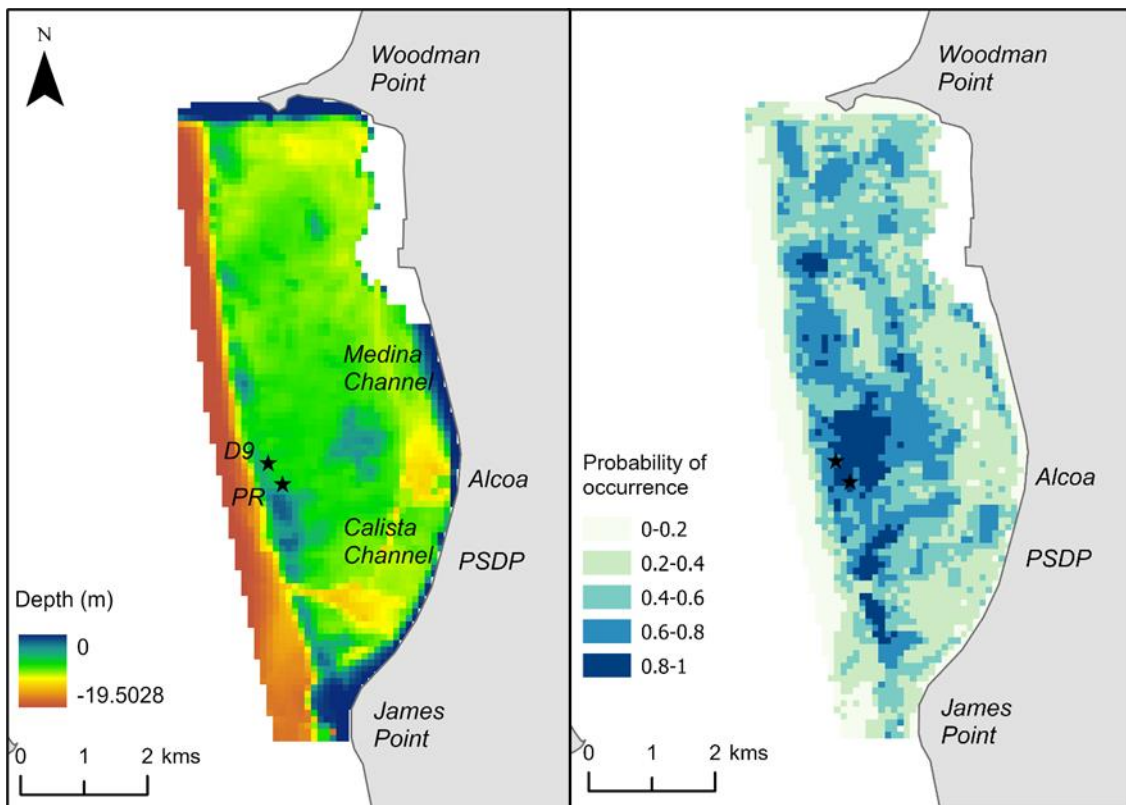 N
Woodman
Point
Medina
Channel
D9
PR
Alcoa
Calista
Channel
PSDP
Depth (m)
0
-19.5028
James
Point
0 1 2 kms
Woodman
Point
Probability of
occurrence
0-0.2
0.2-0.4
0.4-0.6
0.6-0.8
0.8-1
Alcoa
PSDP
James
Point
0 1 2 kms